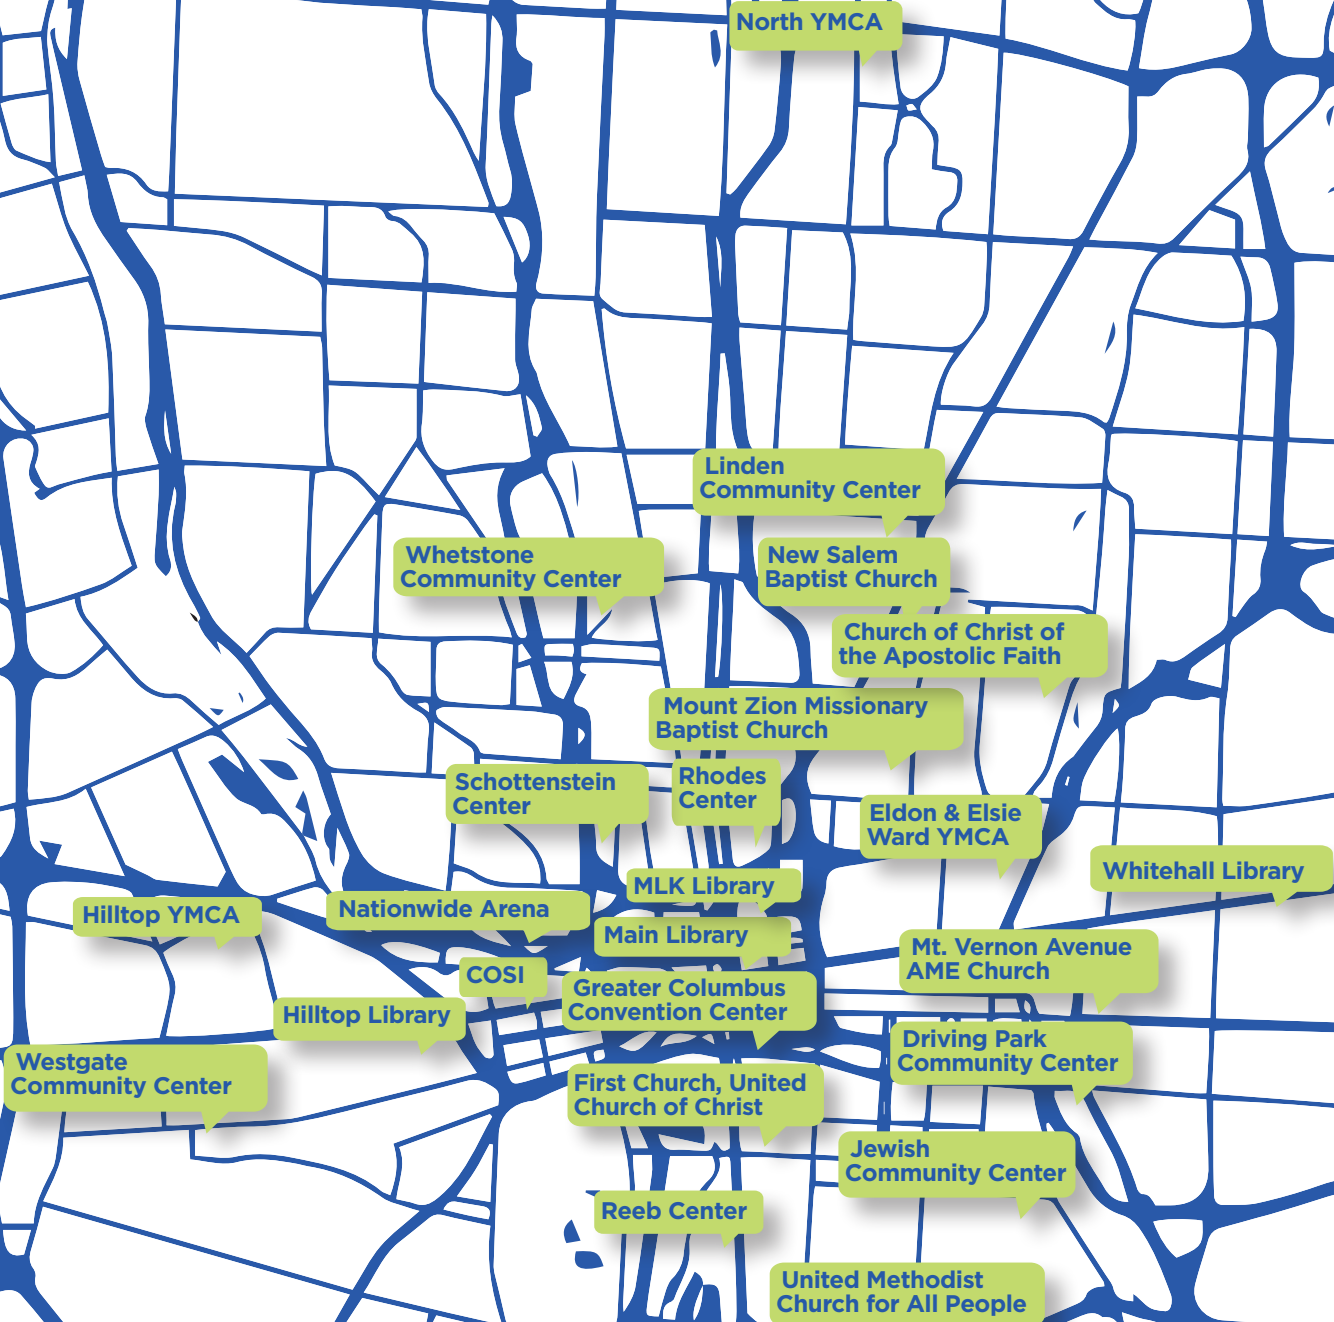 North YMCA
Linden
Community Center
Whetstone
Community Center
New Salem
Baptist Church
Church of Christ of
the Apostolic Faith
Mount Zion Missionary
Baptist Church
Schottenstein
Center
Rhodes
Center
Eldon & Elsie
Ward YMCA
Whitehall Library
MLK Library
Hilltop YMCA
Nationwide Arena
Main Library
Mt. Vernon Avenue
AME Church
COSI
Greater Columbus
Convention Center
Hilltop Library
Driving Park
Community Center
Westgate
Community Center
First Church, United
Church of Christ
Jewish
Community Center
Reeb Center
United Methodist
Church for All People